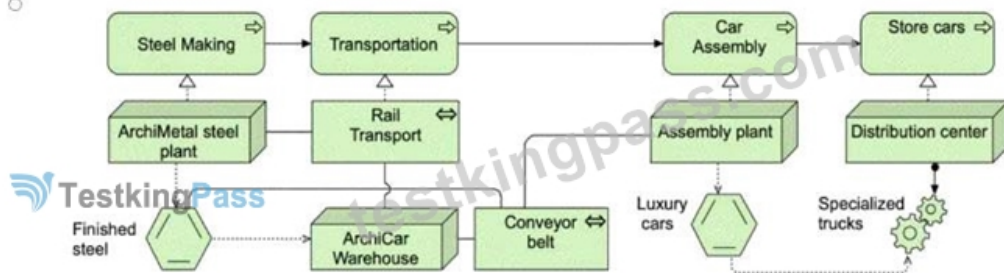 Steel Making
Transportation
Car
Assembly
Store cars
ArchiMetal steel
plant
Rail
Transport
Assembly plant
Distribution center
TestkingPass
testkingpass.com
Finished
steel
ArchiCar
Warehouse
Conveyor
belt
Luxury
cars
Specialized
trucks